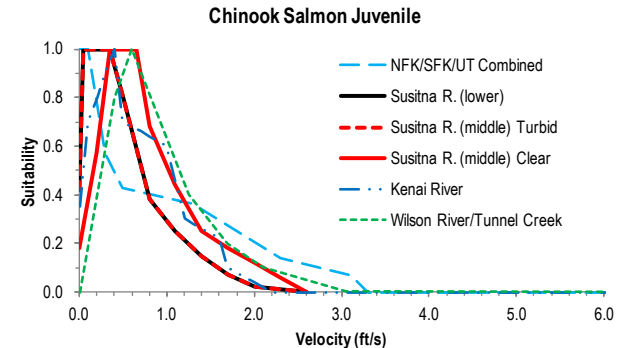 Chinook Salmon Juvenile
1.0
0.8
0.6
0.4
0.2
0.0
Suitability
NFK/SFK/UT Combined
Susitna R. (lower)
Susitna R. (middle) Turbid
Susitna R. (middle) Clear
Kenai River
Wilson River/Tunnel Creek
0.0 1.0 2.0 3.0 4.0 5.0 6.0
Velocity (ft/s)